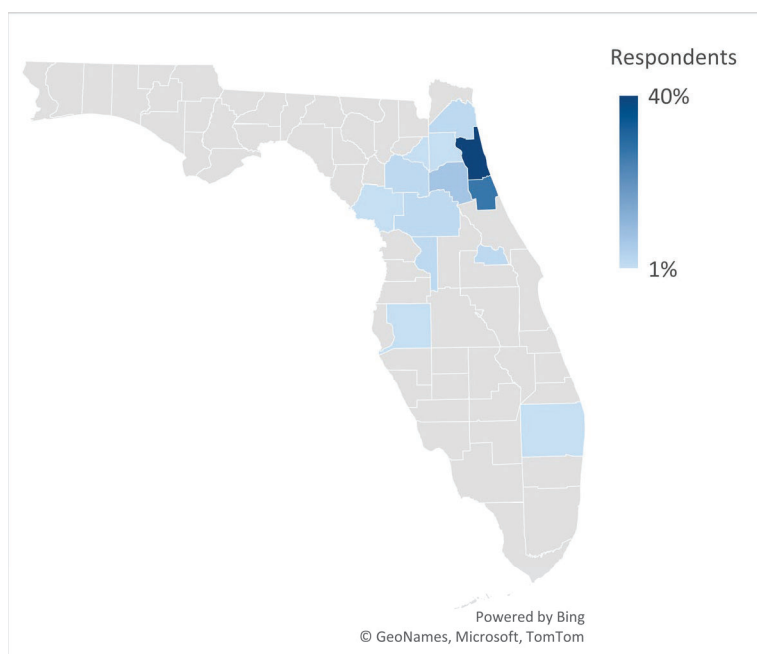 Respondents
40%
1%
Powered by Bing
© GeoNames, Microsoft, TomTom